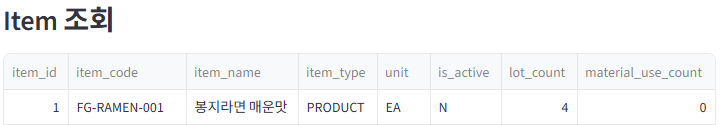 Item 조회
item_id item_code item_name item_type unit is_active lot_count material_use_count
1 FG-RAMEN-001 봉지라면 매운맛 PRODUCT EA N 4 0